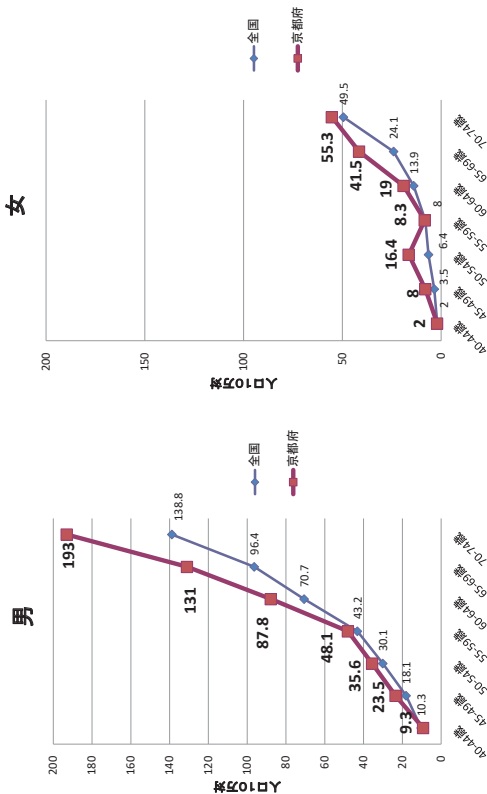 男
人口10万対
200
180
160
140
120
100
80
60
40
20
0
193
131
87.8
48.1
35.6
23.5
9.3
138.8
96.4
70.7
43.2
30.1
18.1
10.3
40-44歳
45-49歳
50-54歳
55-59歳
60-64歳
65-69歳
70-74歳
全国
京都府
女
人口10万対
200
150
100
50
0
55.3
41.5
19
8.3
16.4
8
2
49.5
24.1
13.9
8
6.4
3.5
2
40-44歳
45-49歳
50-54歳
55-59歳
60-64歳
65-69歳
70-74歳
全国
京都府